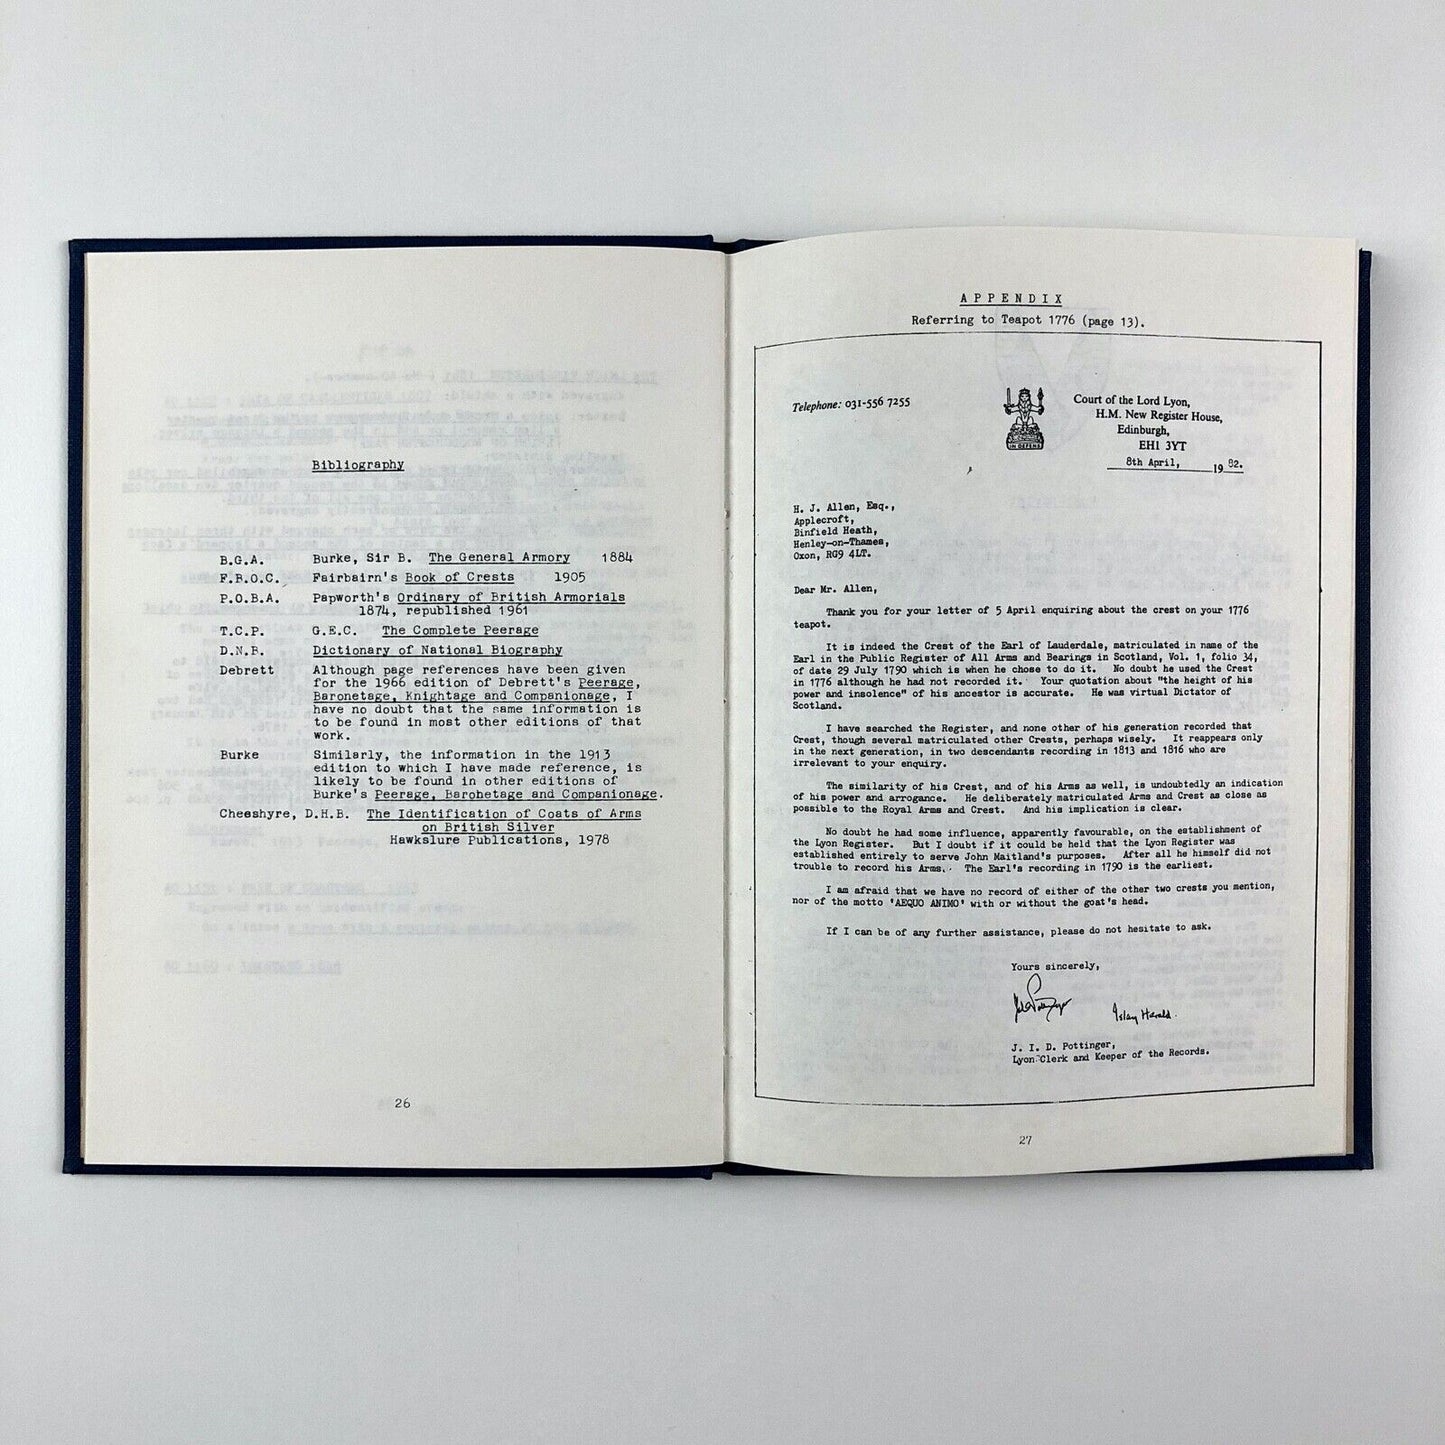 Bibliography
B.G.A. Burke, Sir B. The General Armory 1884
F.B.O.C. Fairbairn's Book of Crests 1905
P.O.B.A. Papworth's Ordinary of British Armorials
1874, republished 1961
T.C.P. G.E.C. The Complete Peerage
D.N.B. Dictionary of National Biography
Debrett Although page references have been given
for the 1966 edition of Debrett's Peerage,
Baronetage, Knightage and Companionage, I
have no doubt that the same information is
to be found in most other editions of that
work.
Burke Similarly, the information in the 1913
edition to which I have made reference, is
likely to be found in other editions of
Burke's Peerage, Barohetage and Companionage.
Cheeshyre, D.H.B. The Identification of Coats of Arms
on British Silver
Hawkslure Publications, 1978
26
APPENDIX
Referring to Teapot 1776 (page 13).
Telephone: 031-556 7255
IN DEFENS
Court of the Lord Lyon,
H.M. New Register House,
Edinburgh,
EH1 3YT
8th April, 1982.
H. J. Allen, Esq.,
Applecroft,
Binfield Heath,
Henley-on-Thames,
Oxon, RG9 4LT.
Dear Mr. Allen,
Thank you for your letter of 5 April enquiring about the crest on your 1776
teapot.
It is indeed the Crest of the Earl of Lauderdale, matriculated in name of the
Earl in the Public Register of All Arms and Bearings in Scotland, Vol. 1, folio 34,
of date 29 July 1790 which is when he chose to do it. No doubt he used the Crest
in 1776 although he had not recorded it. Your quotation about "the height of his
power and insolence" of his ancestor is accurate. He was virtual Dictator of
Scotland.
I have searched the Register, and none other of his generation recorded that
Crest, though several matriculated other Crests, perhaps wisely. It reappears only
in the next generation, in two descendants recording in 1813 and 1816 who are
irrelevant to your enquiry.
The similarity of his Crest, and of his Arms as well, is undoubtedly an indication
of his power and arrogance. He deliberately matriculated Arms and Crest as close as
possible to the Royal Arms and Crest. And his implication is clear.
No doubt he had some influence, apparently favourable, on the establishment of
the Lyon Register. But I doubt if it could be held that the Lyon Register was
established entirely to serve John Maitland's purposes. After all he himself did not
trouble to record his Arms. The Earl's recording in 1790 is the earliest.
I am afraid that we have no record of either of the other two crests you mention,
nor of the motto 'AEQUO ANIMO' with or without the goat's head.
If I can be of any further assistance, please do not hesitate to ask.
Yours sincerely,
Islay Herald.
J. I. D. Pottinger,
Lyon Clerk and Keeper of the Records.
27